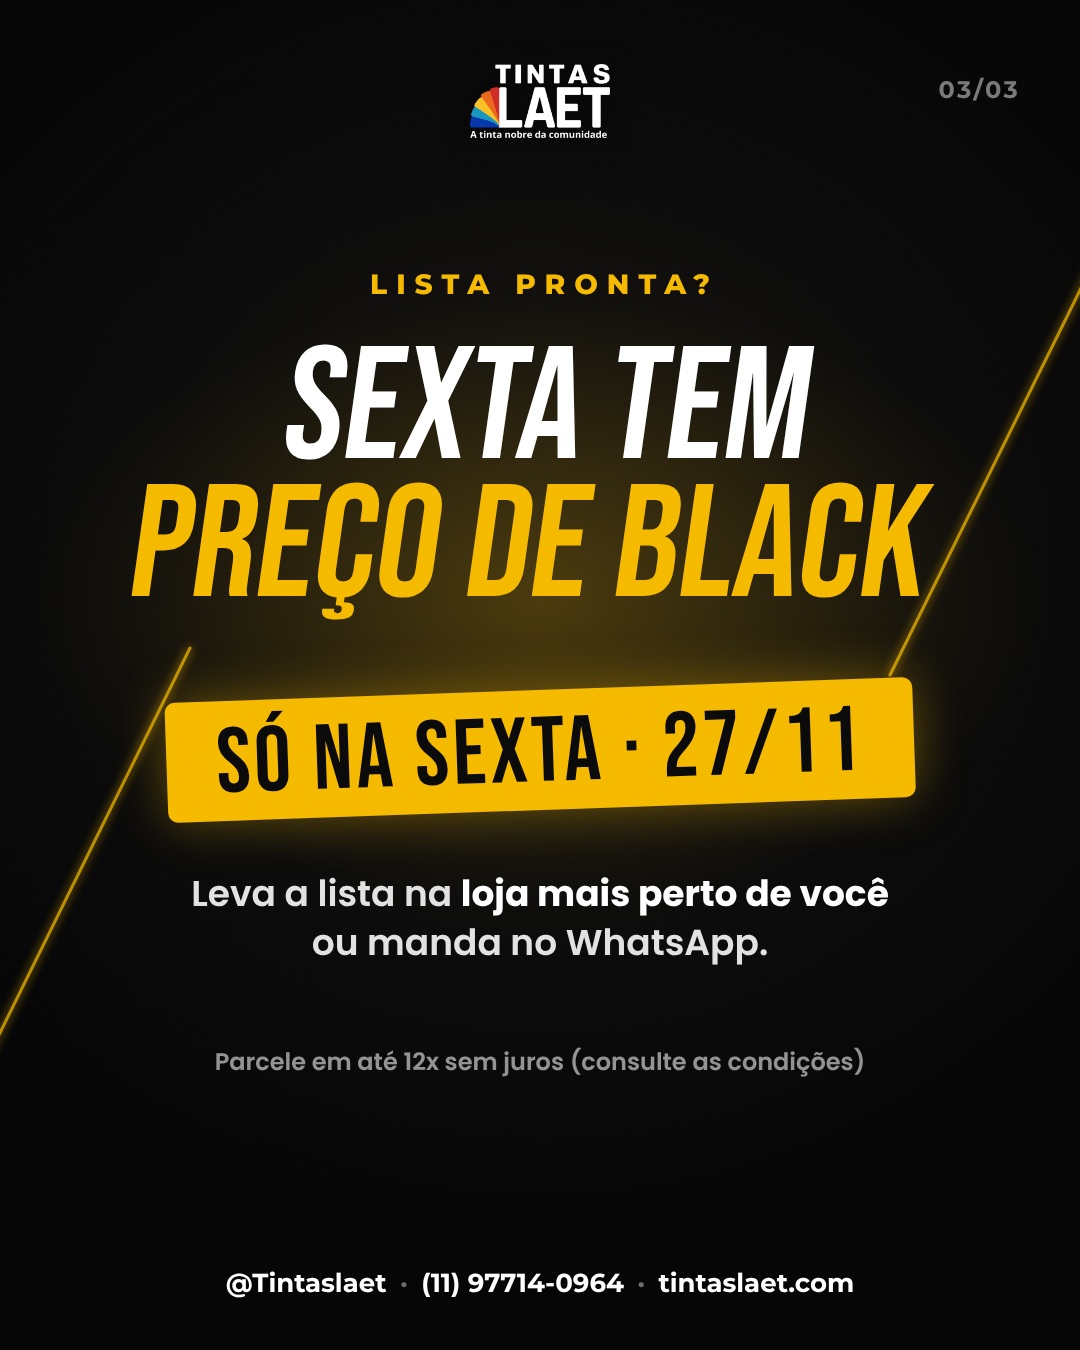 TINTAS
LAET
A tinta nobre da comunidade
03/03
LISTA PRONTA?
SEXTA TEM
PREÇO DE BLACK
SÓ NA SEXTA · 27/11
Leva a lista na loja mais perto de você
ou manda no WhatsApp.
Parcele em até 12x sem juros (consulte as condições)
@Tintaslaet · (11) 97714-0964 · tintaslaet.com